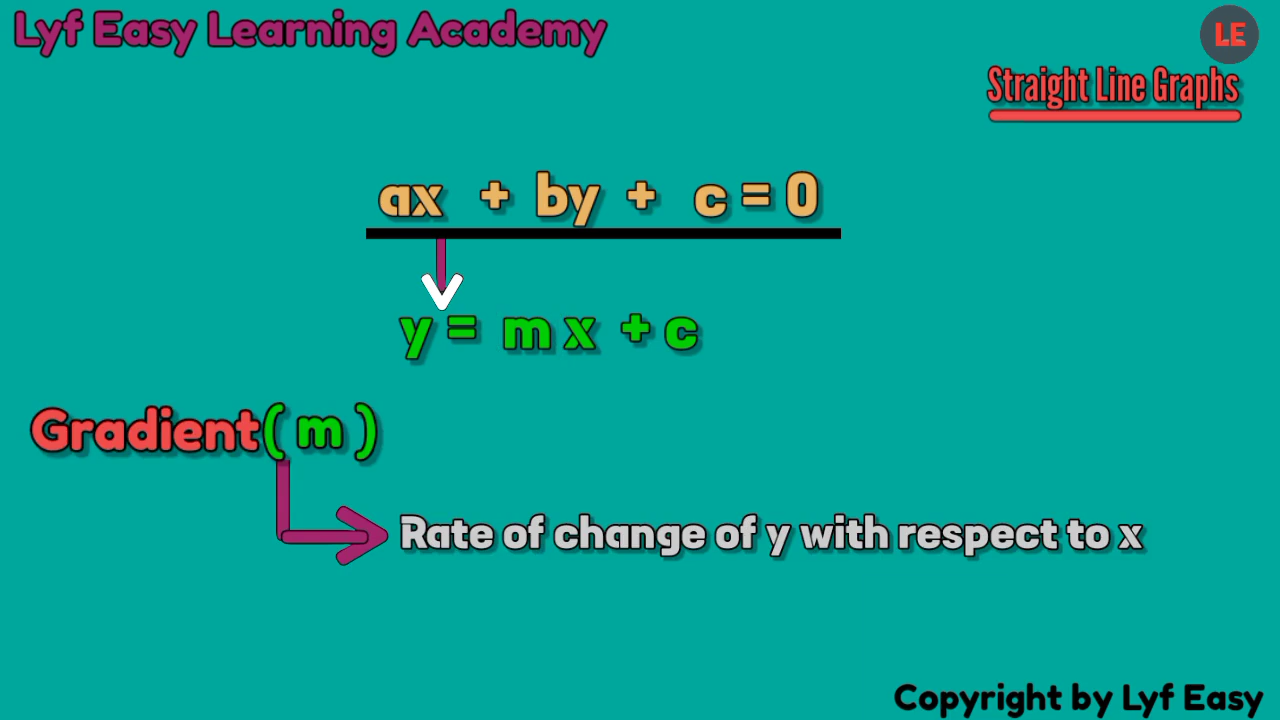 Lyf Easy Learning Academy
LE
Straight Line Graphs
ax + by + c = 0
y = m x + c
Gradient ( m )
Rate of change of y with respect to x
Copyright by Lyf Easy